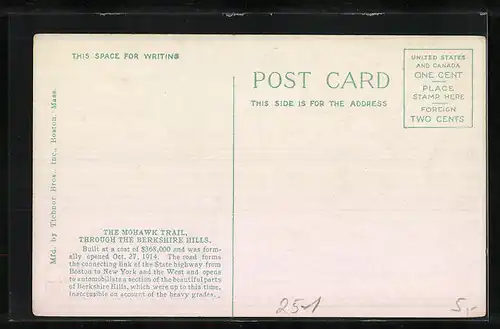 THIS SPACE FOR WRITING
POST CARD
THIS SIDE IS FOR THE ADDRESS
UNITED STATES
AND CANADA
ONE CENT
PLACE
STAMP HERE
FOREIGN
TWO CENTS
Mfd. by Tichnor Bros., Inc., Boston, Mass.
THE MOHAWK TRAIL,
THROUGH THE BERKSHIRE HILLS.
Built at a cost of $368,000 and was form-
ally opened Oct. 27, 1914. The road forms
the connecting link of the State highway from
Boston to New York and the West and opens
to automobilists a section of the beautiful parts
of Berkshire Hills, which were up to this time,
inaccessible on account of the heavy grades.
251
5,-